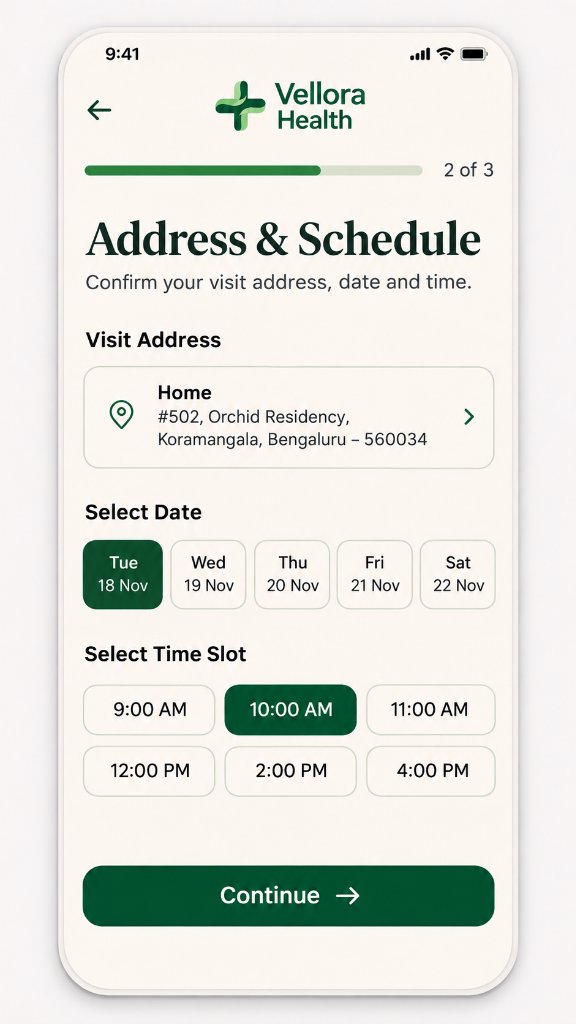 9:41
Vellora
Health
2 of 3
Address & Schedule
Confirm your visit address, date and time.
Visit Address
Home
#502, Orchid Residency,
Koramangala, Bengaluru – 560034
Select Date
Tue Wed Thu Fri Sat
18 Nov 19 Nov 20 Nov 21 Nov 22 Nov
Select Time Slot
9:00 AM 10:00 AM 11:00 AM
12:00 PM 2:00 PM 4:00 PM
Continue →